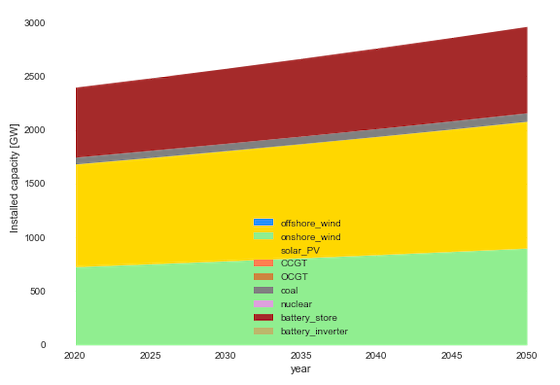 3000
2500
2000
1500
1000
500
0
Installed capacity [GW]
offshore_wind
onshore_wind
solar_PV
CCGT
OCGT
coal
nuclear
battery_store
battery_inverter
2020
2025
2030
2035
2040
2045
2050
year